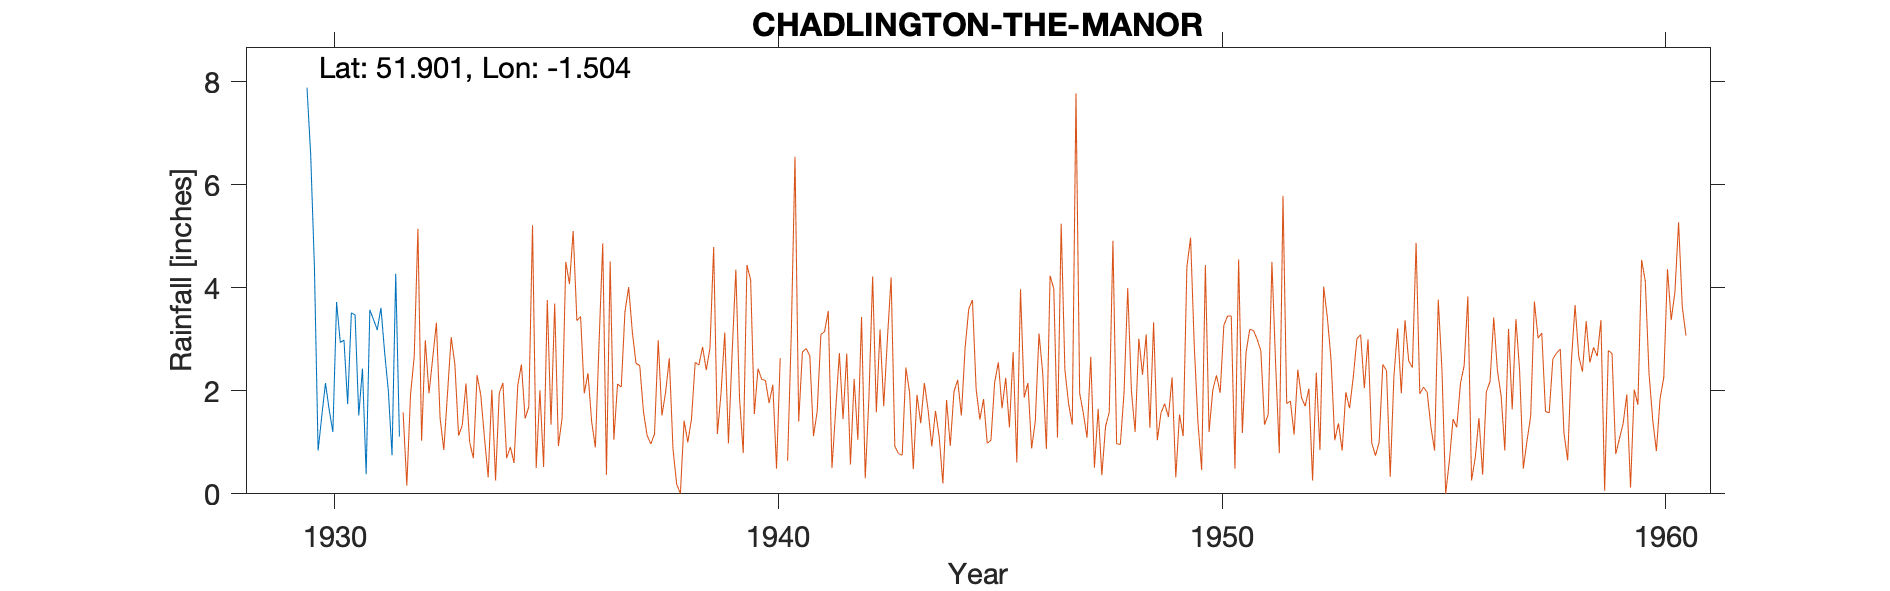 CHADLINGTON-THE-MANOR
Lat: 51.901, Lon: -1.504
8
6
4
2
0
Rainfall [inches]
1930 1940 1950 1960
Year